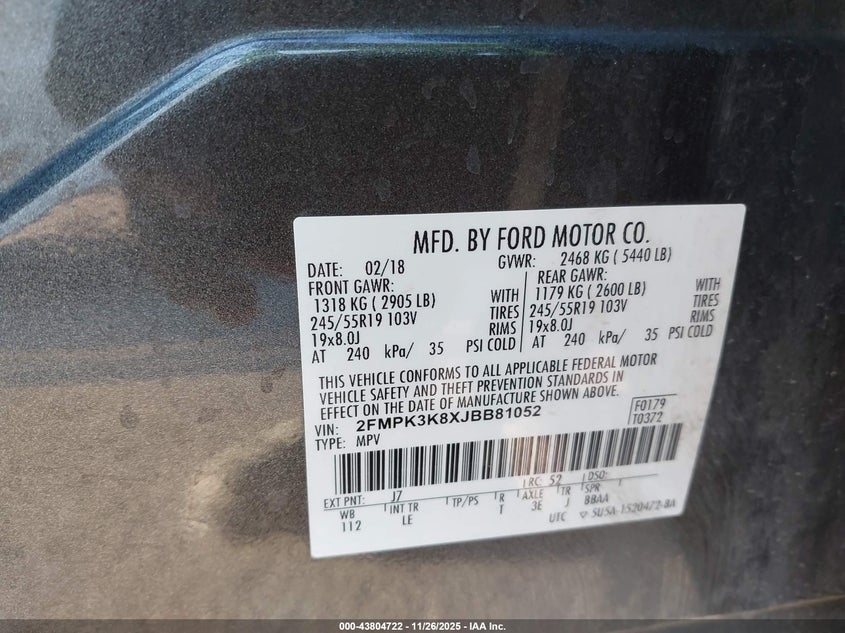 MFD. BY FORD MOTOR CO.
DATE: 02/18 GVWR: 2468 KG ( 5440 LB)
FRONT GAWR: REAR GAWR:
1318 KG ( 2905 LB) WITH 1179 KG ( 2600 LB) WITH
245/55R19 103V TIRES 245/55R19 103V TIRES
19x8.0J RIMS 19x8.0J RIMS
AT 240 kPa/ 35 PSI COLD AT 240 kPa/ 35 PSI COLD
THIS VEHICLE CONFORMS TO ALL APPLICABLE FEDERAL MOTOR
VEHICLE SAFETY AND THEFT PREVENTION STANDARDS IN
EFFECT ON THE DATE OF MANUFACTURE SHOWN ABOVE.
VIN: 2FMPK3K8XJBB81052 F0179
TYPE: MPV T0372
EXT PNT: J7 RC: 52 DSO:
WB INT TR TP/PS R AXLE TR SPR
112 LE T 3E J BBAA
UTC ▽ 5U5A-1520472-BA
000-43804722 - 11/26/2025 - IAA Inc.